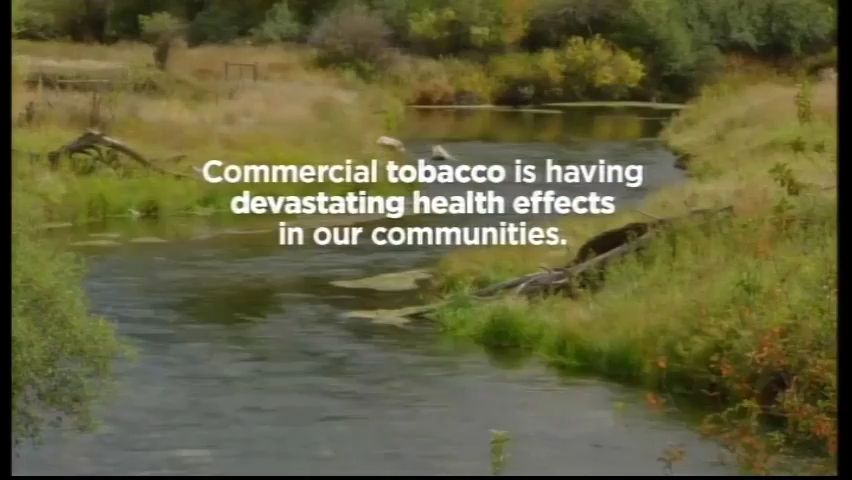 Commercial tobacco is having
devastating health effects
in our communities.